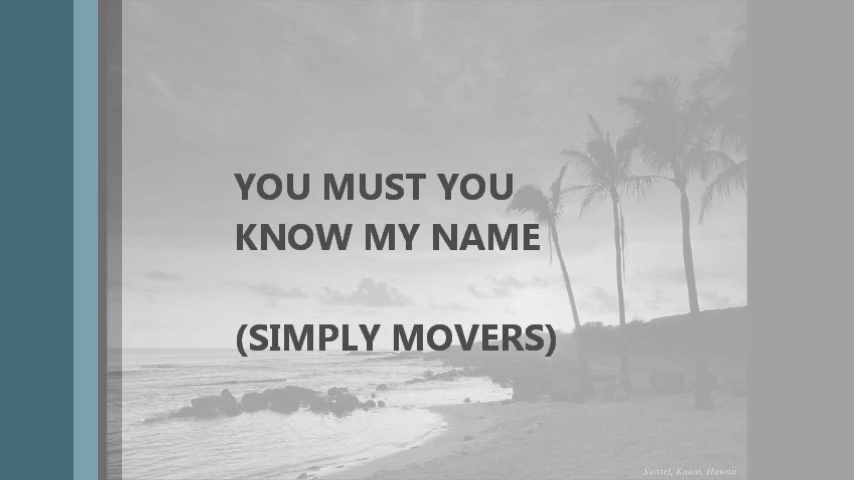 YOU MUST YOU
KNOW MY NAME
(SIMPLY MOVERS)
Sunset, Kauai, Hawaii